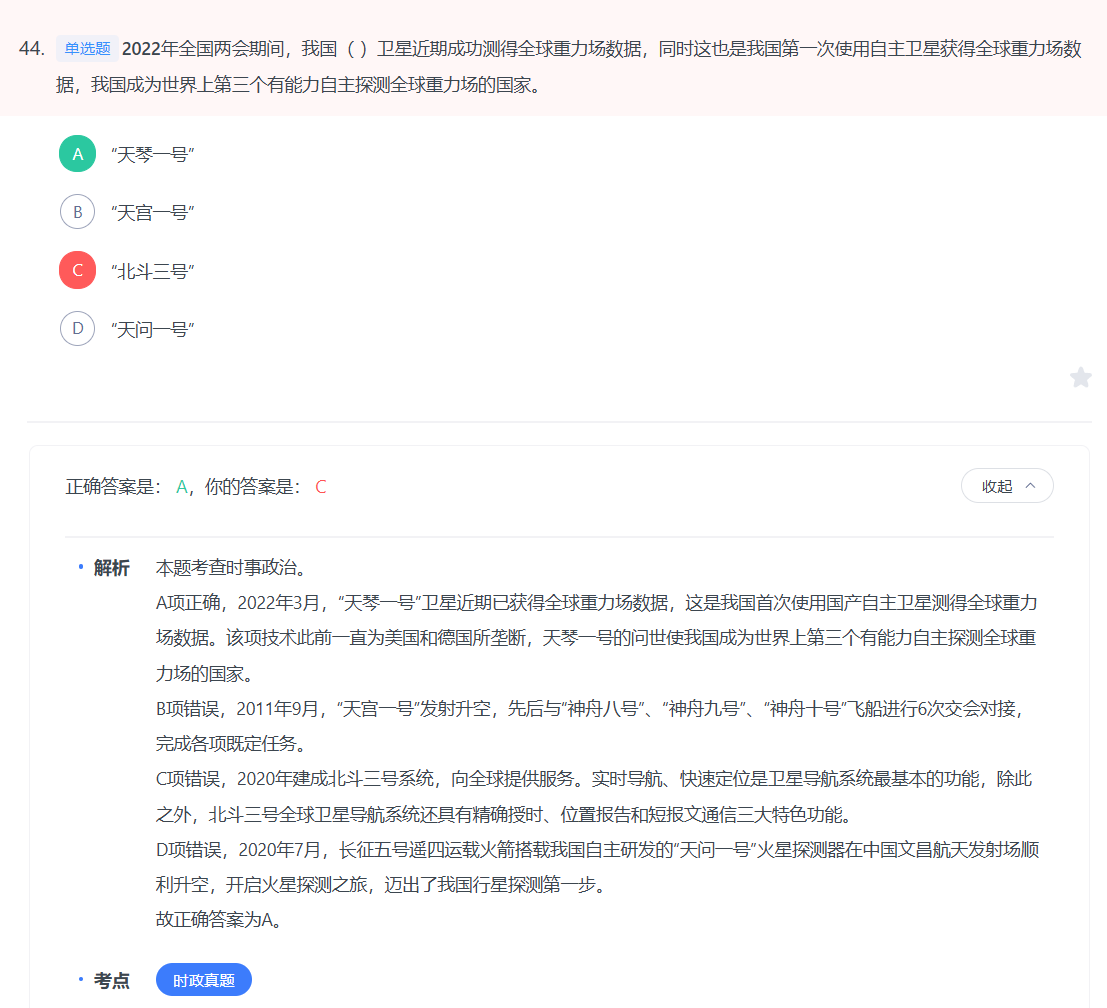 44. 单选题 2022年全国两会期间，我国（ ）卫星近期成功测得全球重力场数据，同时这也是我国第一次使用自主卫星获得全球重力场数
据，我国成为世界上第三个有能力自主探测全球重力场的国家。
A “天琴一号”
B “天宫一号”
C “北斗三号”
D “天问一号”
正确答案是： A，你的答案是： C
收起
解析 本题考查时事政治。
A项正确，2022年3月，“天琴一号”卫星近期已获得全球重力场数据，这是我国首次使用国产自主卫星测得全球重力
场数据。该项技术此前一直为美国和德国所垄断，天琴一号的问世使我国成为世界上第三个有能力自主探测全球重
力场的国家。
B项错误，2011年9月，“天宫一号”发射升空，先后与“神舟八号”、“神舟九号”、“神舟十号”飞船进行6次交会对接，
完成各项既定任务。
C项错误，2020年建成北斗三号系统，向全球提供服务。实时导航、快速定位是卫星导航系统最基本的功能，除此
之外，北斗三号全球卫星导航系统还具有精确授时、位置报告和短报文通信三大特色功能。
D项错误，2020年7月，长征五号遥四运载火箭搭载我国自主研发的“天问一号”火星探测器在中国文昌航天发射场顺
利升空，开启火星探测之旅，迈出了我国行星探测第一步。
故正确答案为A。
考点 时政真题